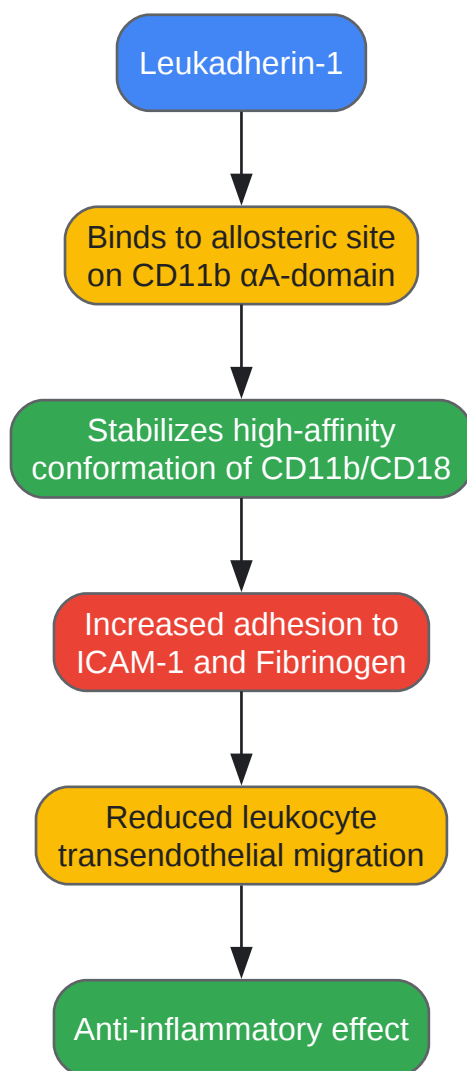 Leukadherin-1
Binds to allosteric site
on CD11b αA-domain
Stabilizes high-affinity
conformation of CD11b/CD18
Increased adhesion to
ICAM-1 and Fibrinogen
Reduced leukocyte
transendothelial migration
Anti-inflammatory effect